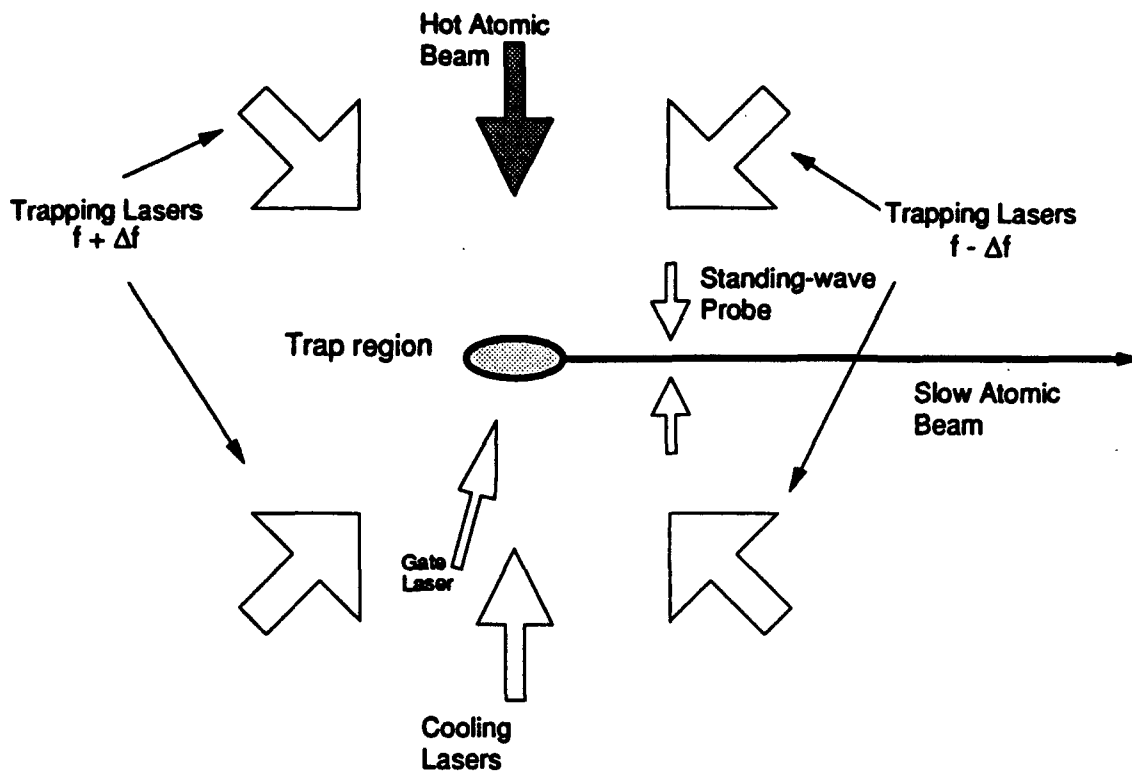 Hot Atomic
Beam
Trapping Lasers
f + Δf
Trapping Lasers
f - Δf
Standing-wave
Probe
Trap region
Slow Atomic
Beam
Gate
Laser
Cooling
Lasers